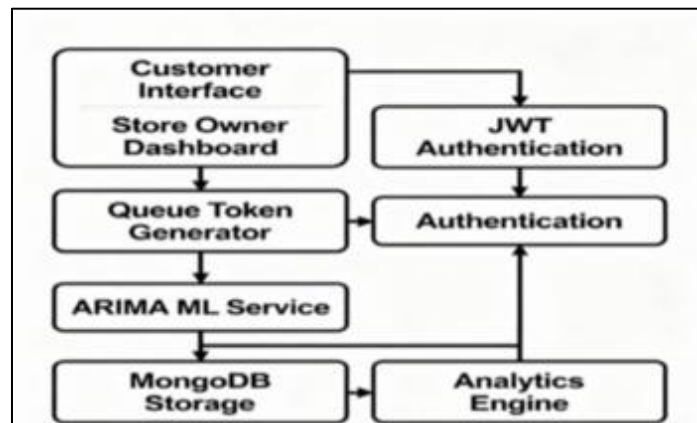 Customer
Interface
Store Owner
Dashboard
JWT
Authentication
Queue Token
Generator
Authentication
ARIMA ML Service
MongoDB
Storage
Analytics
Engine